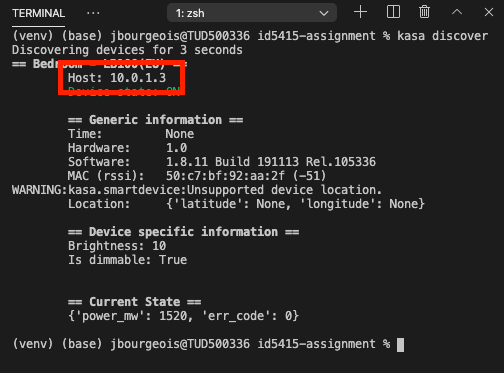 TERMINAL ... 1: zsh
(venv) (base) jbourgeois@TUD500336 id5415-assignment % kasa discover
Discovering devices for 3 seconds
== Bedroom - LB100(EU) ==
Host: 10.0.1.3
Device state: ON
== Generic information ==
Time: None
Hardware: 1.0
Software: 1.8.11 Build 191113 Rel.105336
MAC (rssi): 50:c7:bf:92:aa:2f (-51)
WARNING:kasa.smartdevice:Unsupported device location.
Location: {'latitude': None, 'longitude': None}
== Device specific information ==
Brightness: 10
Is dimmable: True
== Current State ==
{'power_mw': 1520, 'err_code': 0}
(venv) (base) jbourgeois@TUD500336 id5415-assignment %